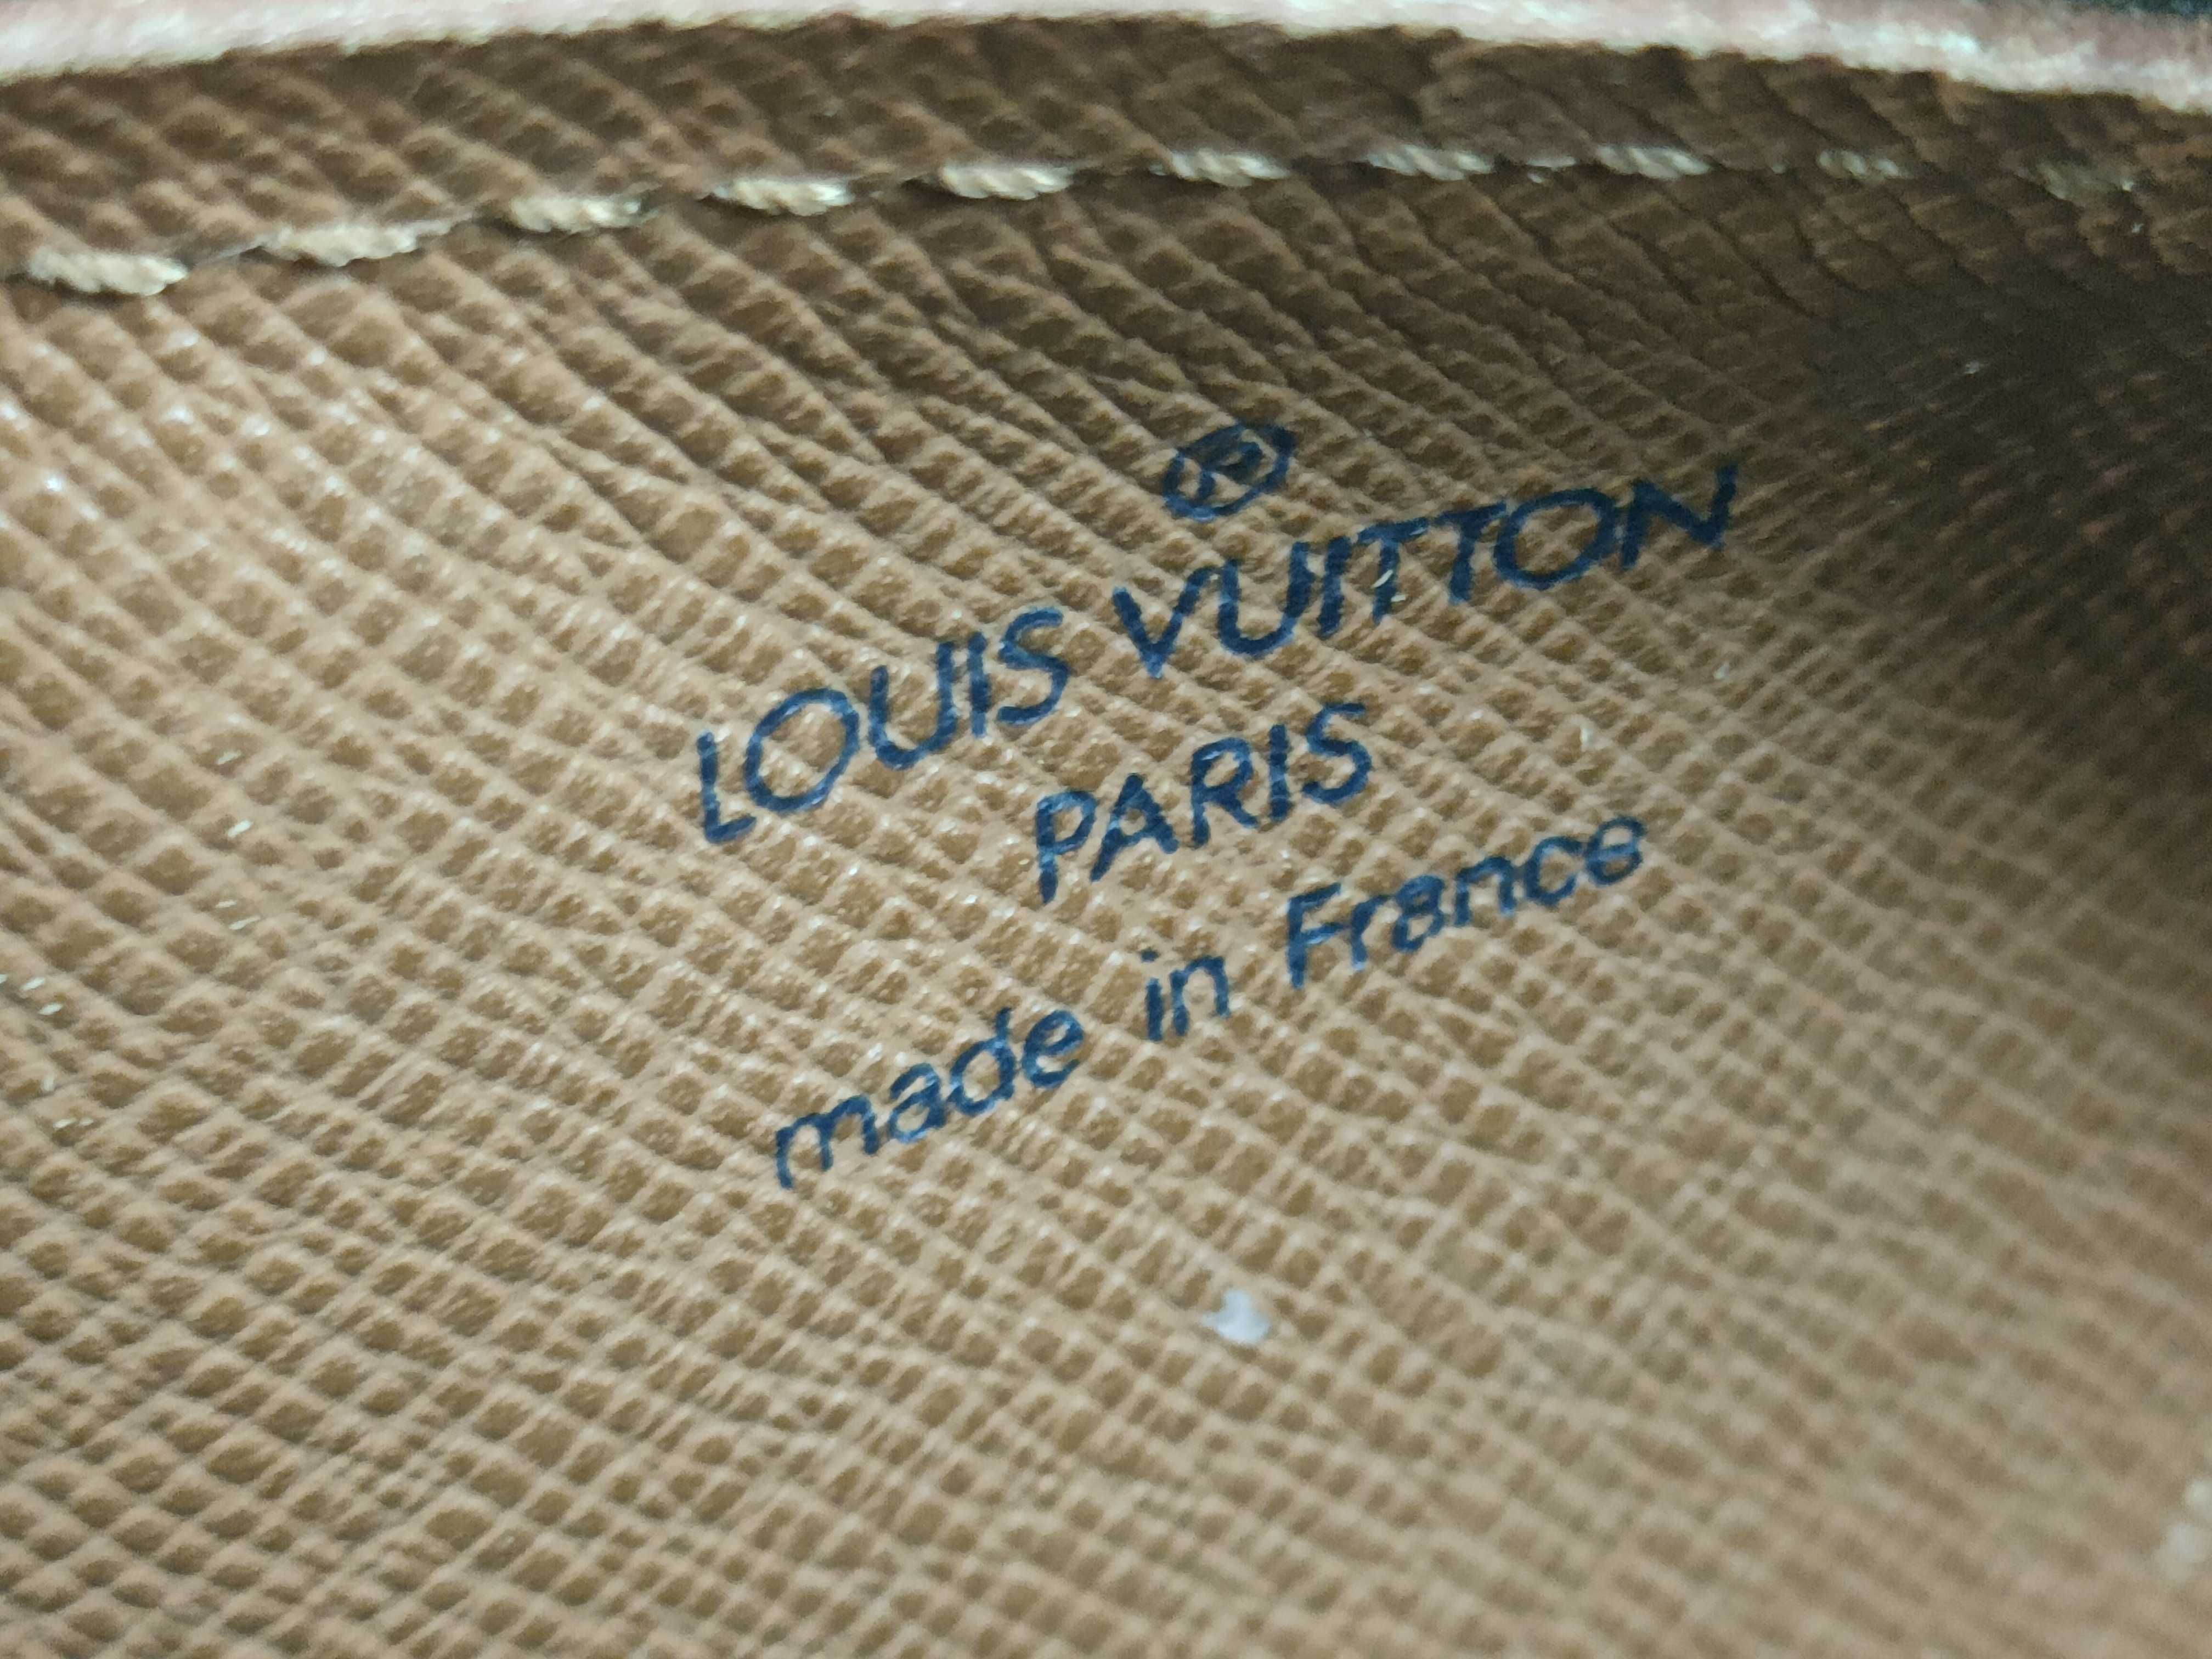 ®
LOUIS VUITTON
PARIS
made in France